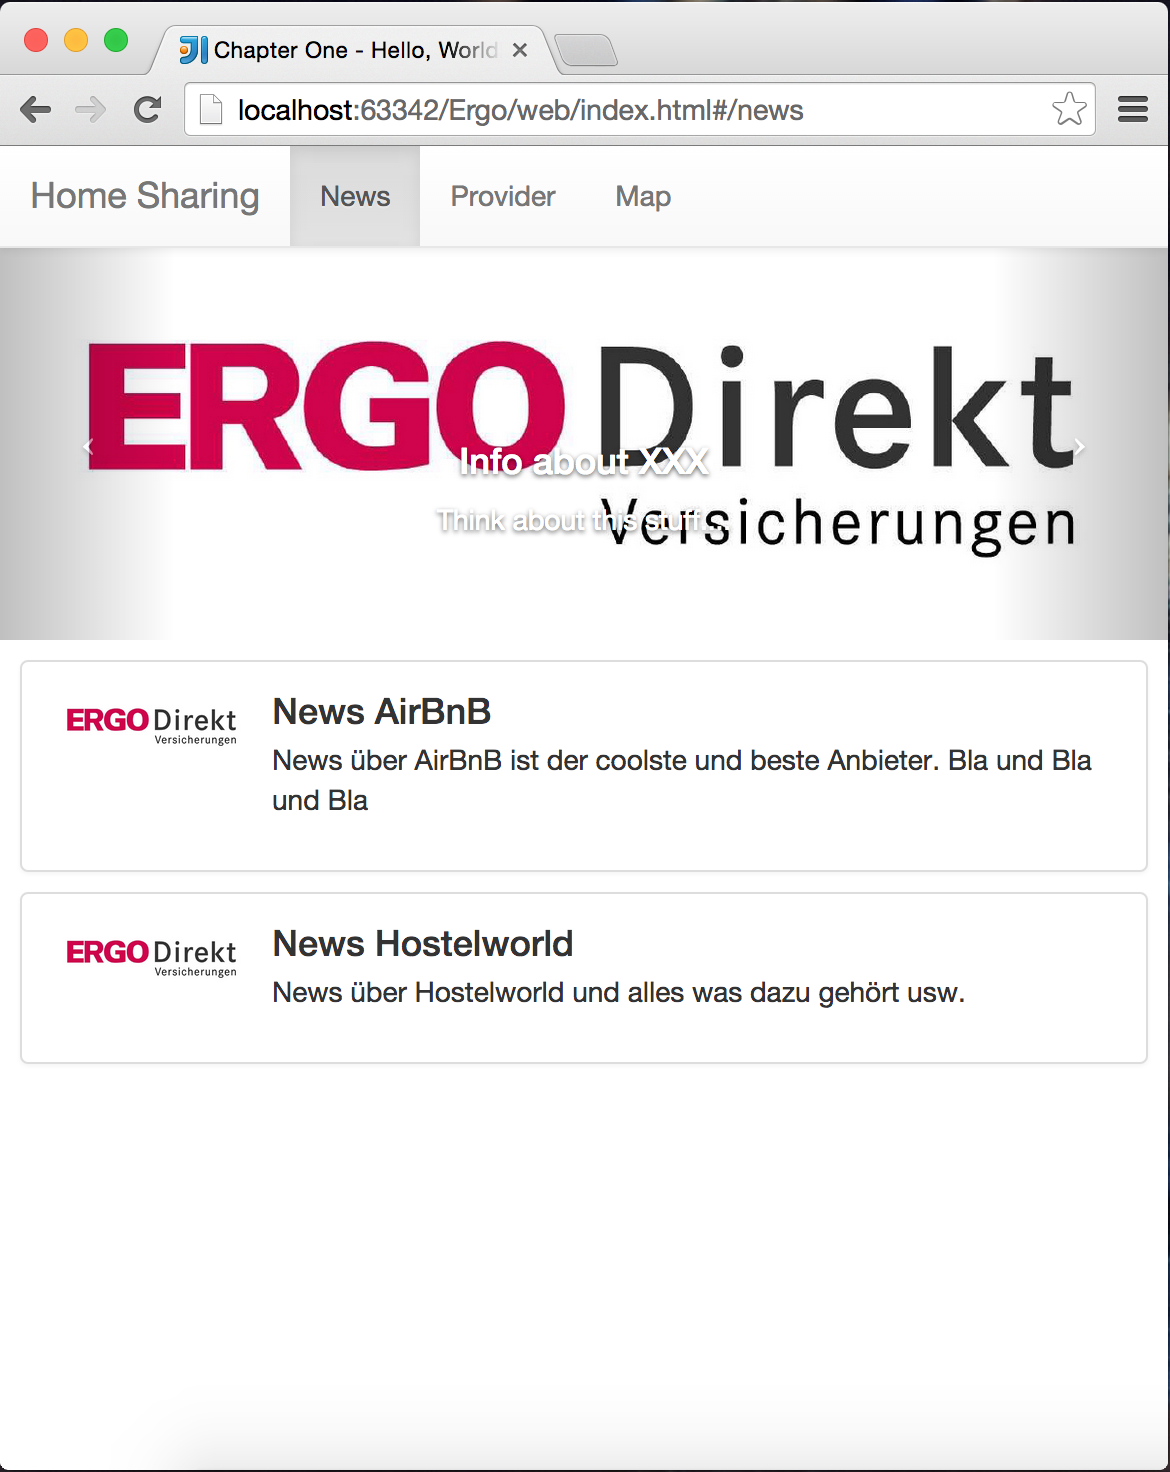 Chapter One - Hello, World
localhost:63342/Ergo/web/index.html#/news
Home Sharing News Provider Map
ERGO Direkt
Versicherungen
Info about XXX
Think about this stuff....
ERGO Direkt
Versicherungen
News AirBnB
News über AirBnB ist der coolste und beste Anbieter. Bla und Bla
und Bla
ERGO Direkt
Versicherungen
News Hostelworld
News über Hostelworld und alles was dazu gehört usw.